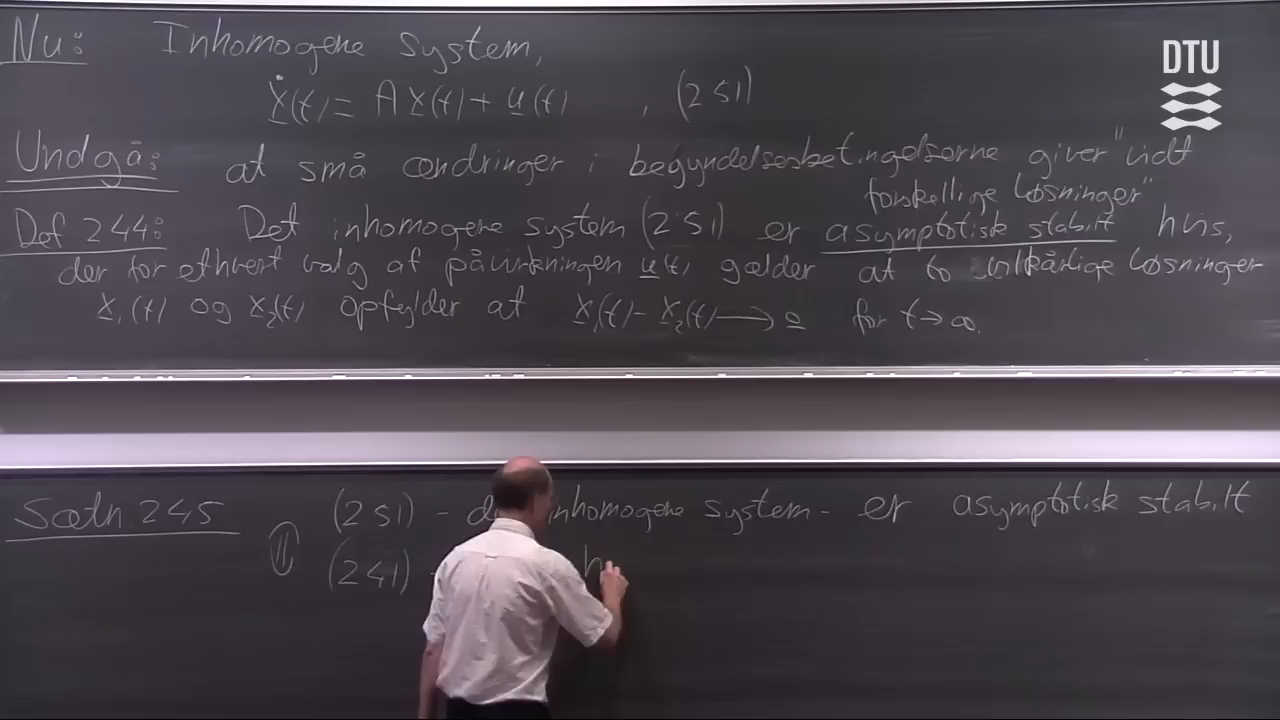 DTU
Nu: Inhomogene system,
ẋ(t) = A x(t) + u(t) , (2 51)
Undgå: at små ændringer i begyndelsesbetingelserne giver "vidt
forskellige løsninger"
Def 2 44: Det inhomogene system (2 51) er asymptotisk stabilt hvis,
der for ethvert valg af påvirkningen u(t) gælder at to vilkårlige løsninger
x₁(t) og x₂(t) opfylder at x₁(t) - x₂(t) → 0 for t → ∞.
Sætn 2 45 (2 51) - inhomogene system - er asymptotisk stabilt
⇕ (2 41) - h